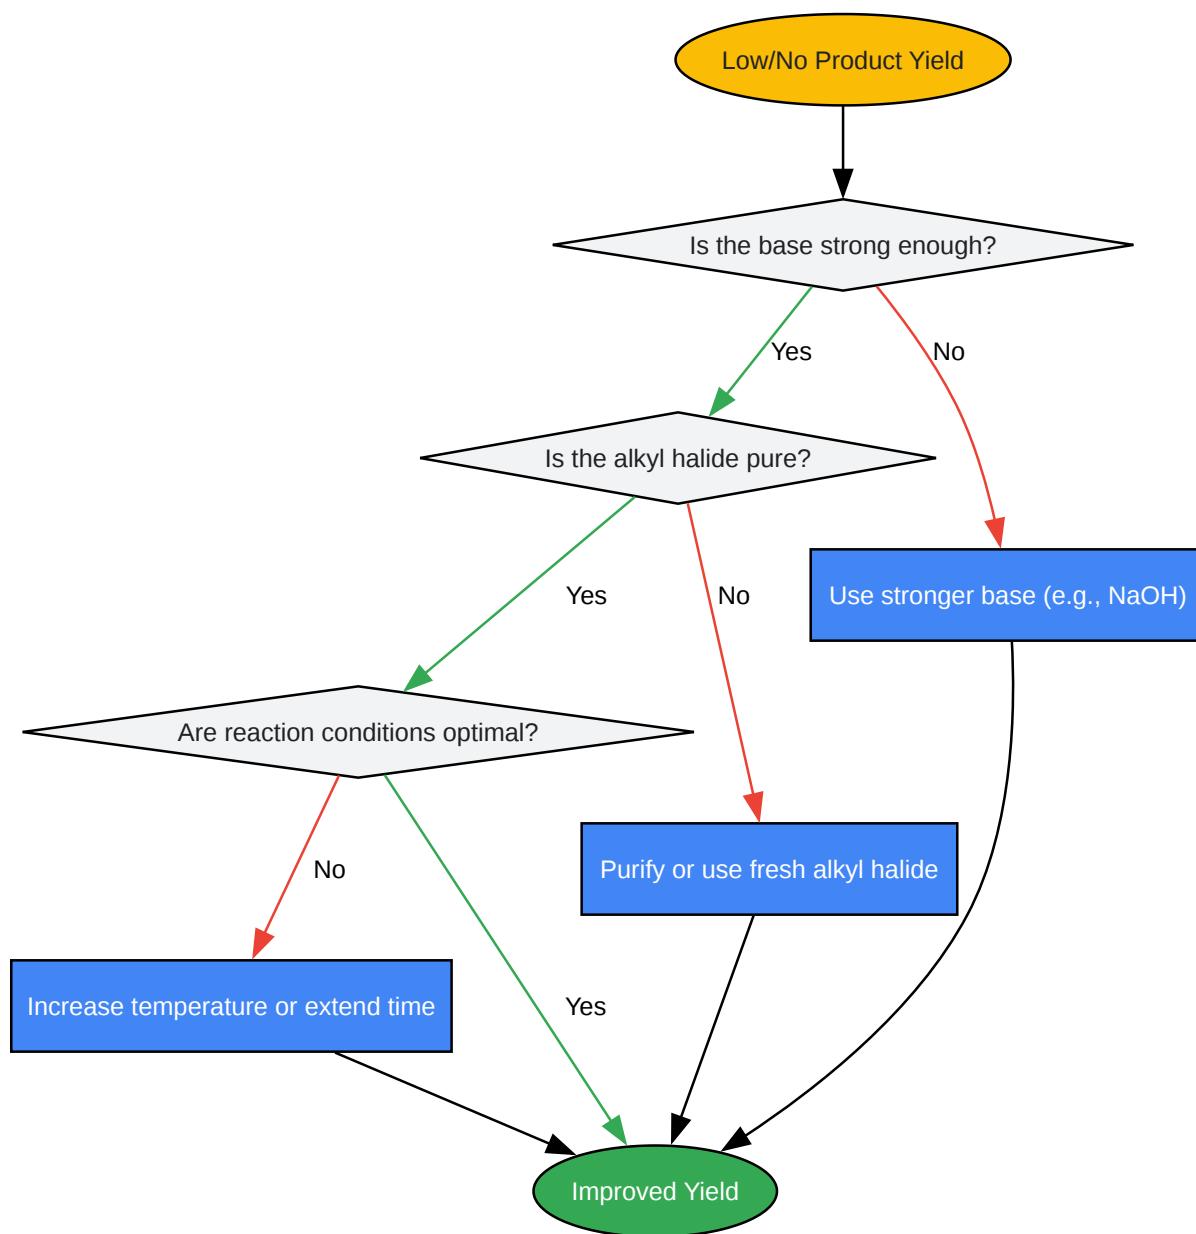 Low/No Product Yield
Is the base strong enough?
Yes
No
Is the alkyl halide pure?
Yes
No
Use stronger base (e.g., NaOH)
Are reaction conditions optimal?
No
Purify or use fresh alkyl halide
Increase temperature or extend time
Yes
Improved Yield